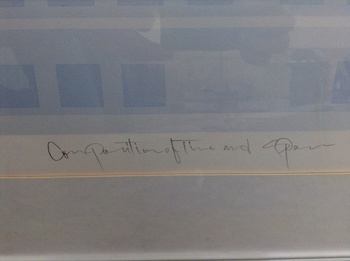 Composition of Time and Space